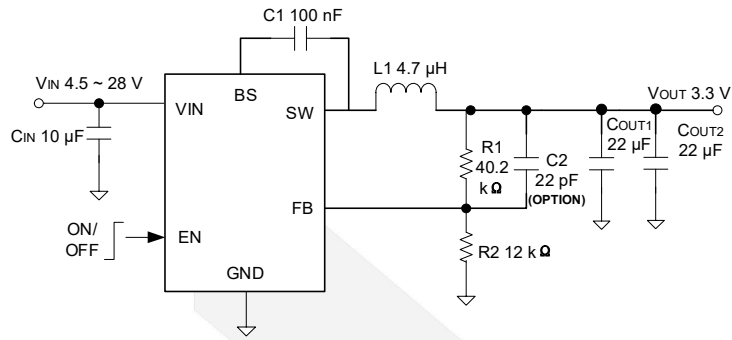 C1 100 nF
L1 4.7 µH
VIN 4.5 ~ 28 V
VOUT 3.3 V
VIN
BS
SW
CIN 10 µF
R1
40.2
kΩ
C2
22 pF
(OPTION)
COUT1
22 µF
COUT2
22 µF
FB
ON/
OFF
EN
R2 12 kΩ
GND